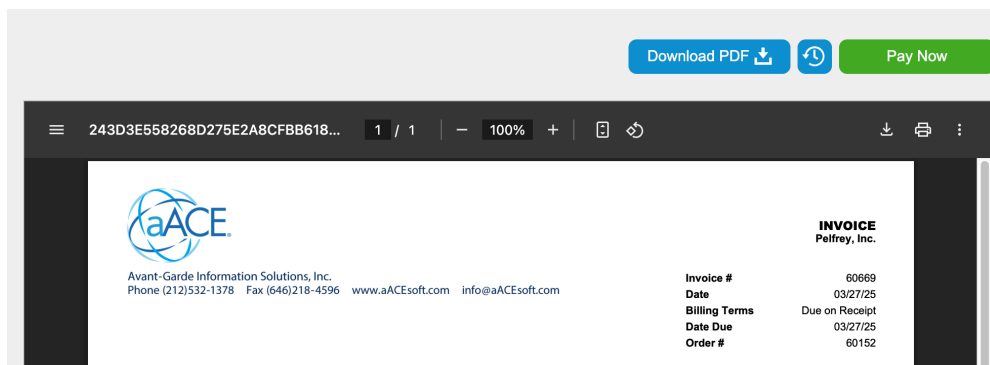 Download PDF
Pay Now
243D3E558268D275E2A8CFBB618...
1 / 1
100%
aACE
INVOICE
Pelfrey, Inc.
Avant-Garde Information Solutions, Inc.
Phone (212)532-1378 Fax (646)218-4596 www.aACEsoft.com info@aACEsoft.com
Invoice # 60669
Date 03/27/25
Billing Terms Due on Receipt
Date Due 03/27/25
Order # 60152